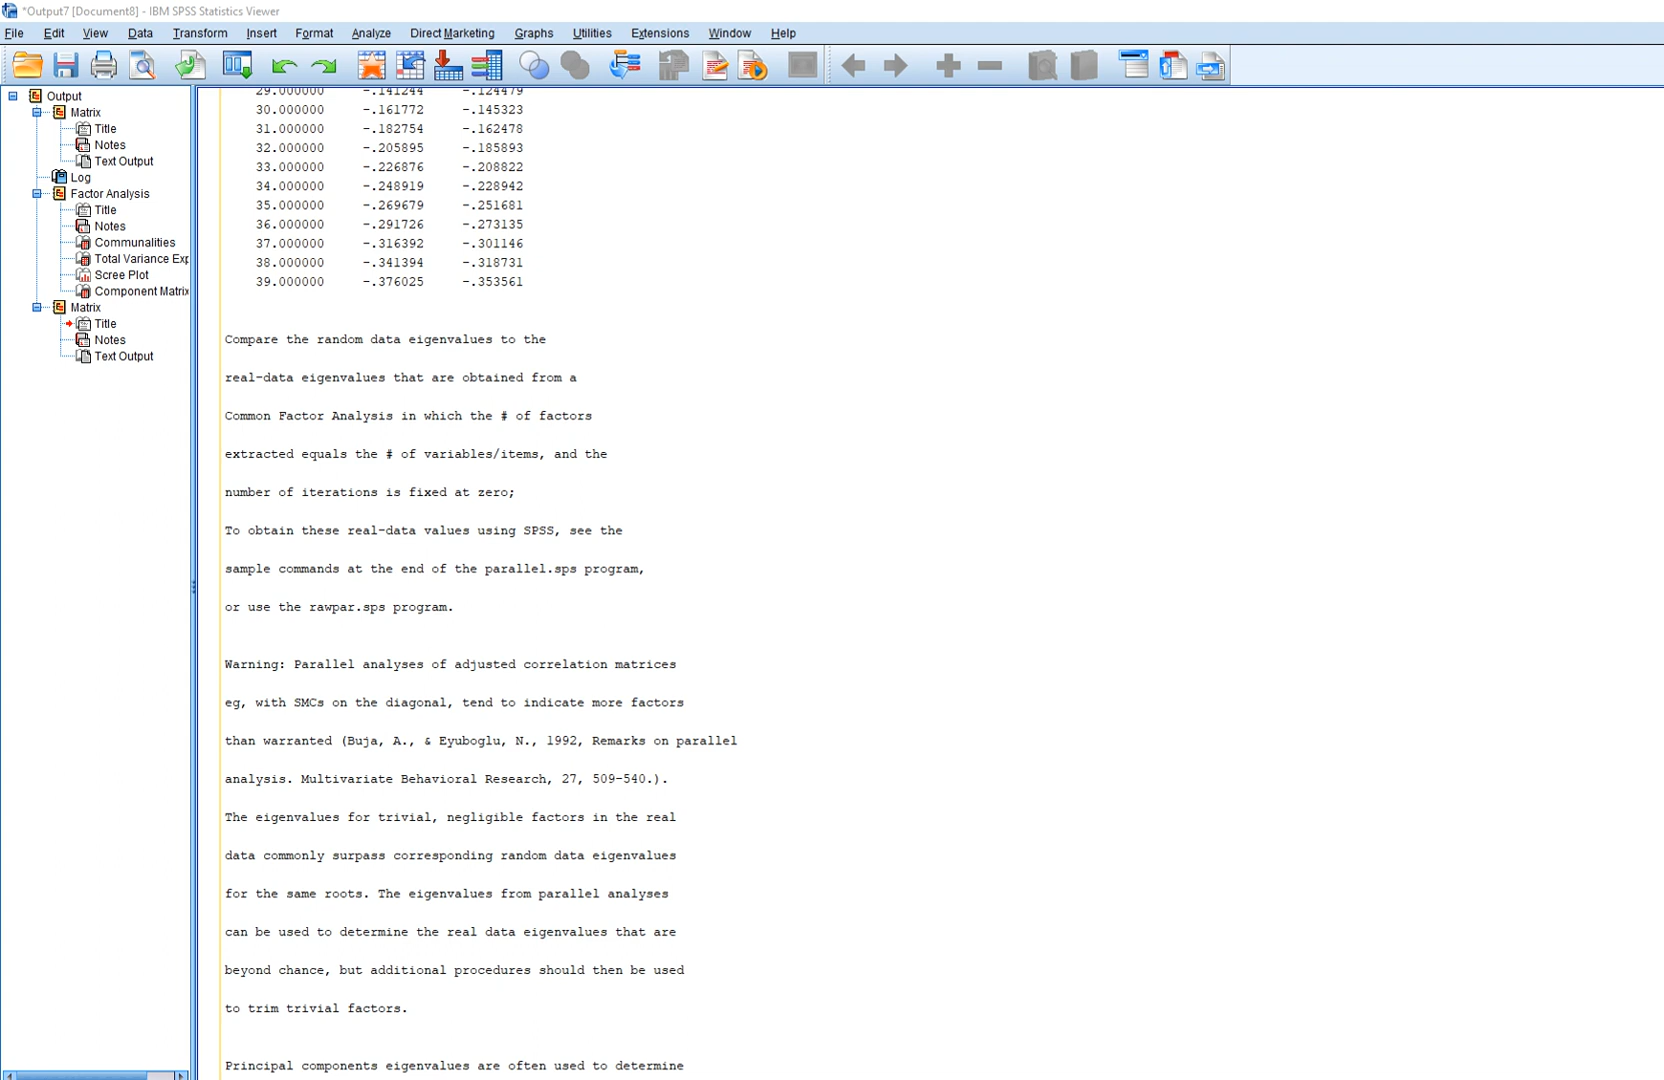 *Output7 [Document8] - IBM SPSS Statistics Viewer
File Edit View Data Transform Insert Format Analyze Direct Marketing Graphs Utilities Extensions Window Help
Output
Matrix
Title
Notes
Text Output
Log
Factor Analysis
Title
Notes
Communalities
Total Variance Exp
Scree Plot
Component Matrix
Matrix
Title
Notes
Text Output
29.000000 -.141244 -.124479
30.000000 -.161772 -.145323
31.000000 -.182754 -.162478
32.000000 -.205895 -.185893
33.000000 -.226876 -.208822
34.000000 -.248919 -.228942
35.000000 -.269679 -.251681
36.000000 -.291726 -.273135
37.000000 -.316392 -.301146
38.000000 -.341394 -.318731
39.000000 -.376025 -.353561
Compare the random data eigenvalues to the
real-data eigenvalues that are obtained from a
Common Factor Analysis in which the # of factors
extracted equals the # of variables/items, and the
number of iterations is fixed at zero;
To obtain these real-data values using SPSS, see the
sample commands at the end of the parallel.sps program,
or use the rawpar.sps program.
Warning: Parallel analyses of adjusted correlation matrices
eg, with SMCs on the diagonal, tend to indicate more factors
than warranted (Buja, A., & Eyuboglu, N., 1992, Remarks on parallel
analysis. Multivariate Behavioral Research, 27, 509-540.).
The eigenvalues for trivial, negligible factors in the real
data commonly surpass corresponding random data eigenvalues
for the same roots. The eigenvalues from parallel analyses
can be used to determine the real data eigenvalues that are
beyond chance, but additional procedures should then be used
to trim trivial factors.
Principal components eigenvalues are often used to determine